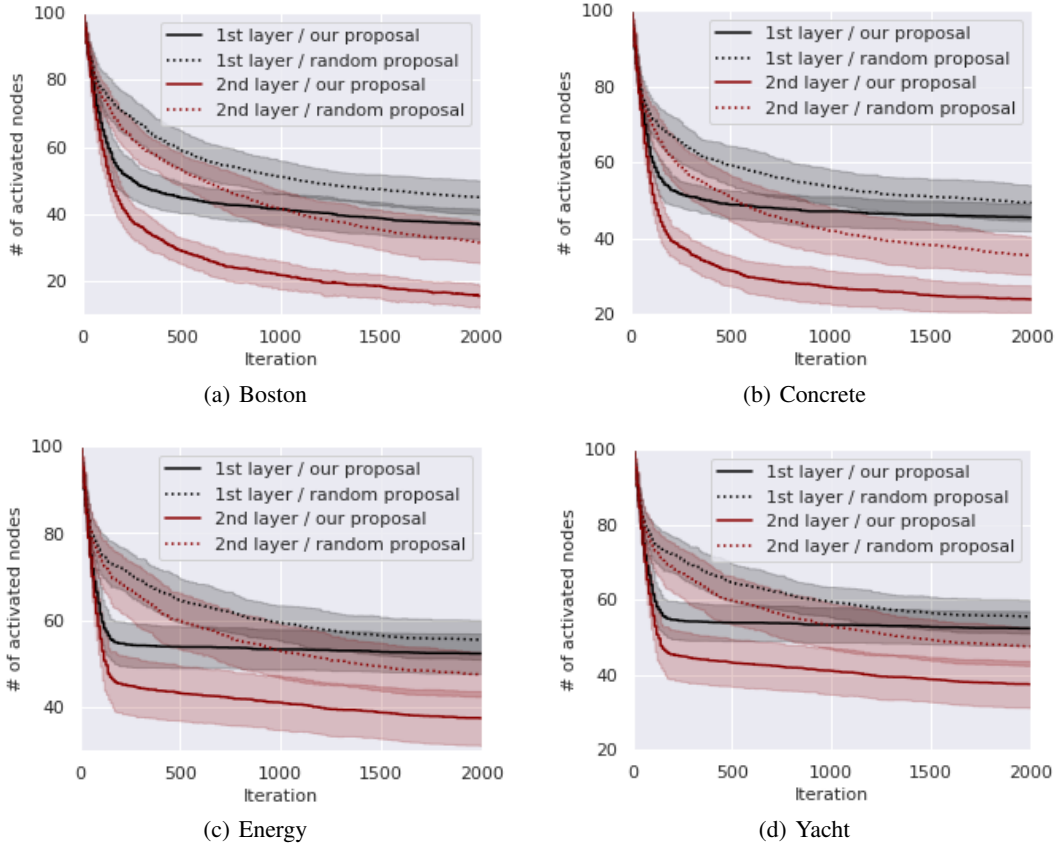 100
80
60
40
20
# of activated nodes
1st layer / our proposal
1st layer / random proposal
2nd layer / our proposal
2nd layer / random proposal
0 500 1000 1500 2000
Iteration
(a) Boston
100
80
60
40
20
# of activated nodes
1st layer / our proposal
1st layer / random proposal
2nd layer / our proposal
2nd layer / random proposal
0 500 1000 1500 2000
Iteration
(b) Concrete
100
80
60
40
# of activated nodes
1st layer / our proposal
1st layer / random proposal
2nd layer / our proposal
2nd layer / random proposal
0 500 1000 1500 2000
Iteration
(c) Energy
100
80
60
40
20
# of activated nodes
1st layer / our proposal
1st layer / random proposal
2nd layer / our proposal
2nd layer / random proposal
0 500 1000 1500 2000
Iteration
(d) Yacht